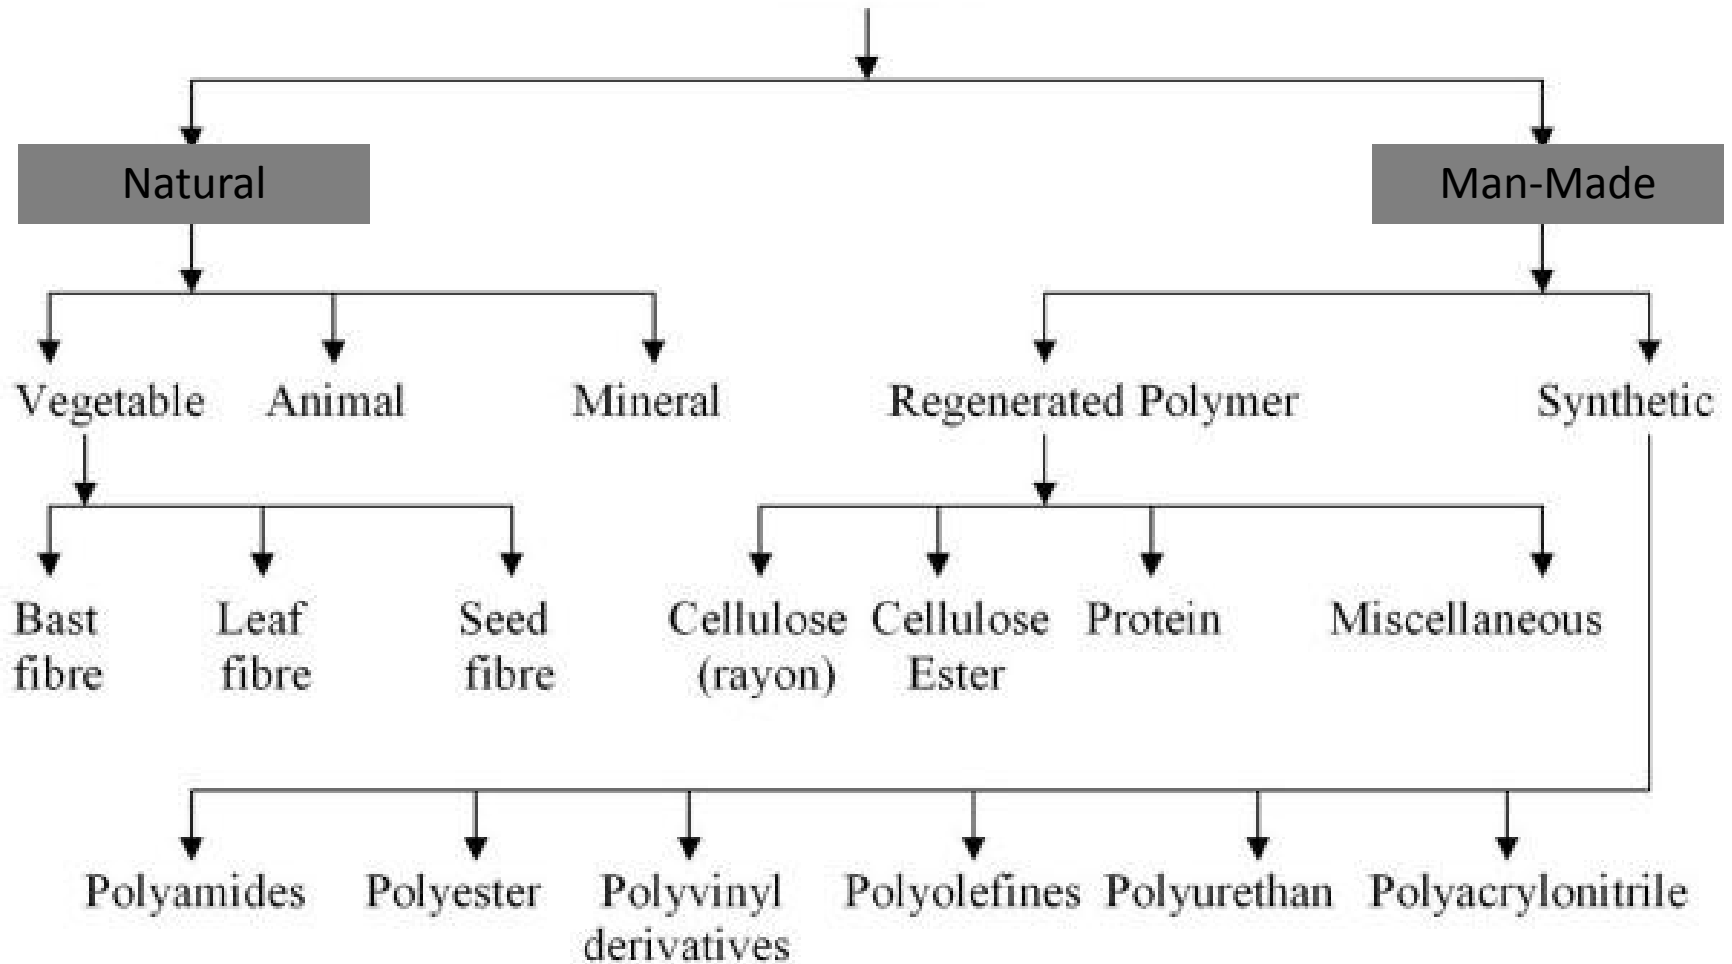 Natural
Man-Made
Vegetable
Animal
Mineral
Regenerated Polymer
Synthetic
Bast
fibre
Leaf
fibre
Seed
fibre
Cellulose
(rayon)
Cellulose
Ester
Protein
Miscellaneous
Polyamides
Polyester
Polyvinyl
derivatives
Polyolefines
Polyurethan
Polyacrylonitrile